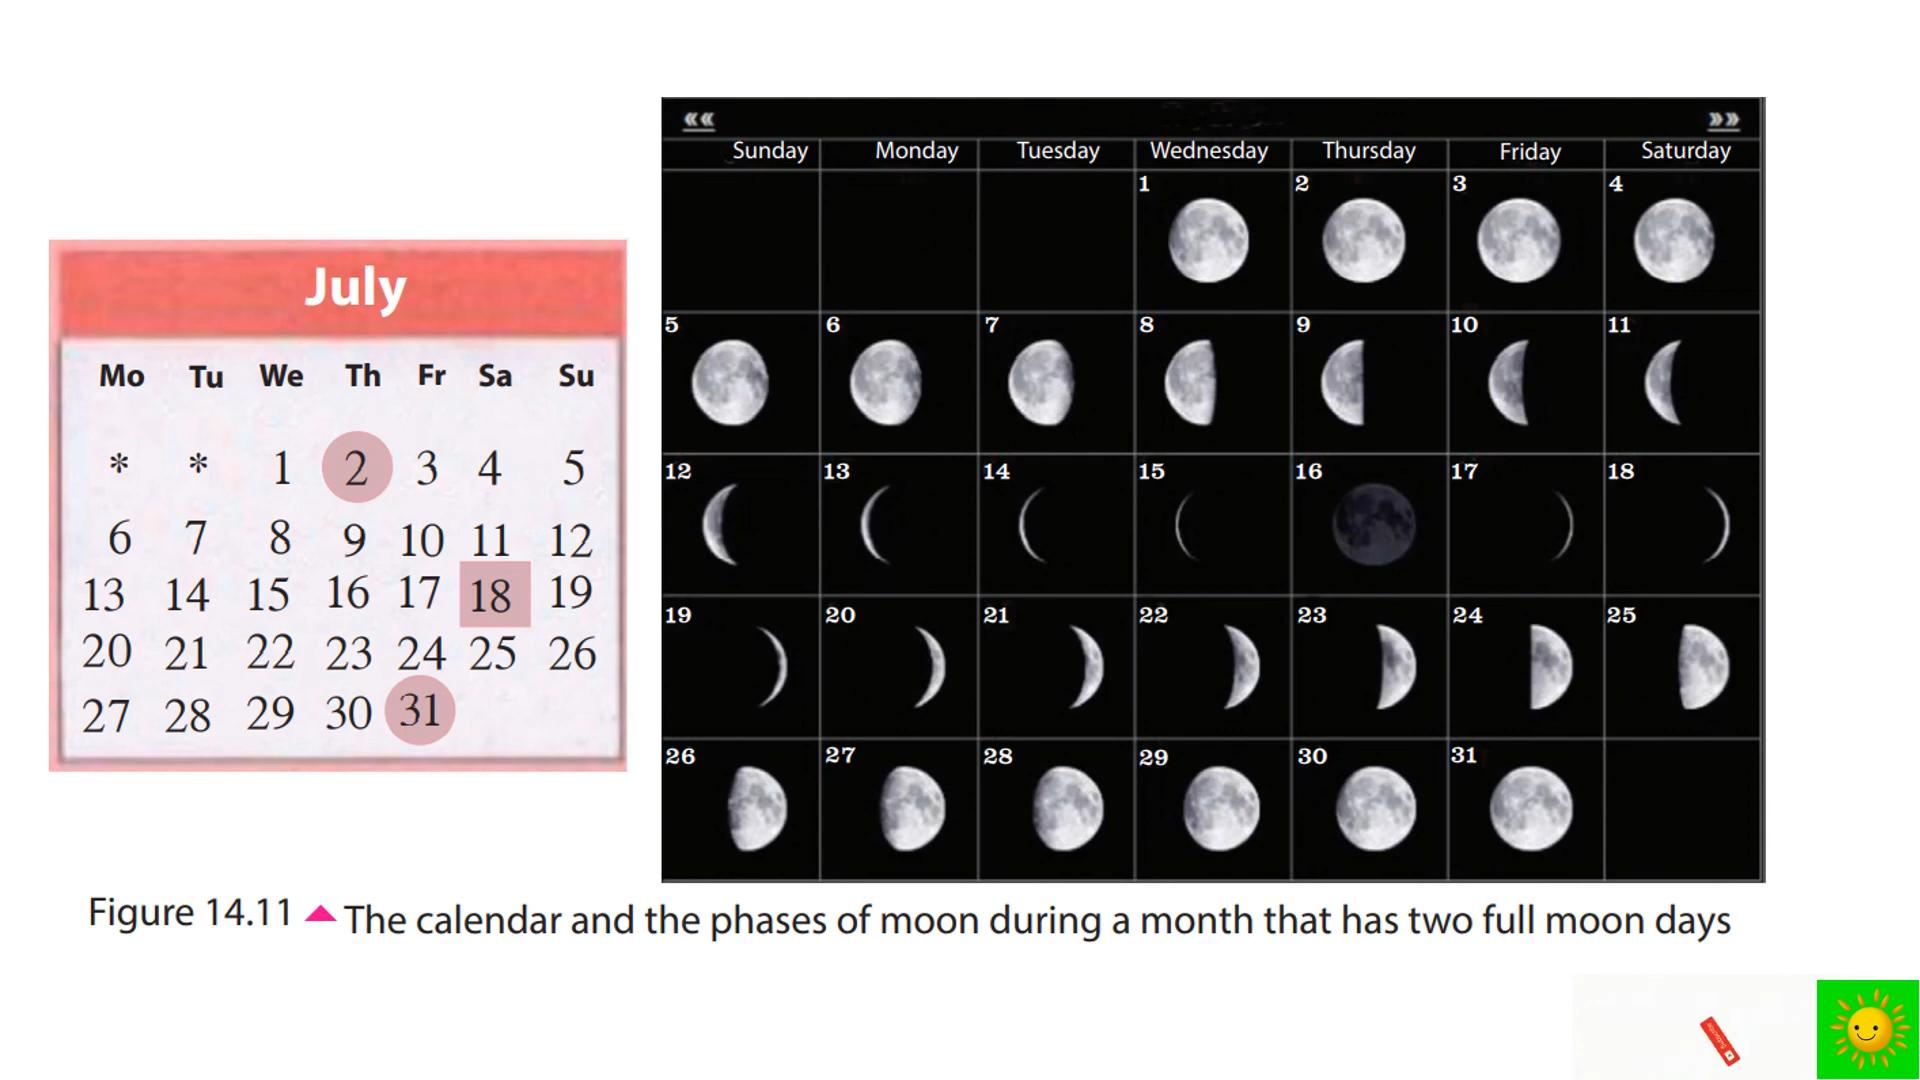 July
Mo Tu We Th Fr Sa Su
* * 1 2 3 4 5
6 7 8 9 10 11 12
13 14 15 16 17 18 19
20 21 22 23 24 25 26
27 28 29 30 31
«« »»
Sunday Monday Tuesday Wednesday Thursday Friday Saturday
1 2 3 4
5 6 7 8 9 10 11
12 13 14 15 16 17 18
19 20 21 22 23 24 25
26 27 28 29 30 31
Figure 14.11 ▲ The calendar and the phases of moon during a month that has two full moon days
Subscribe